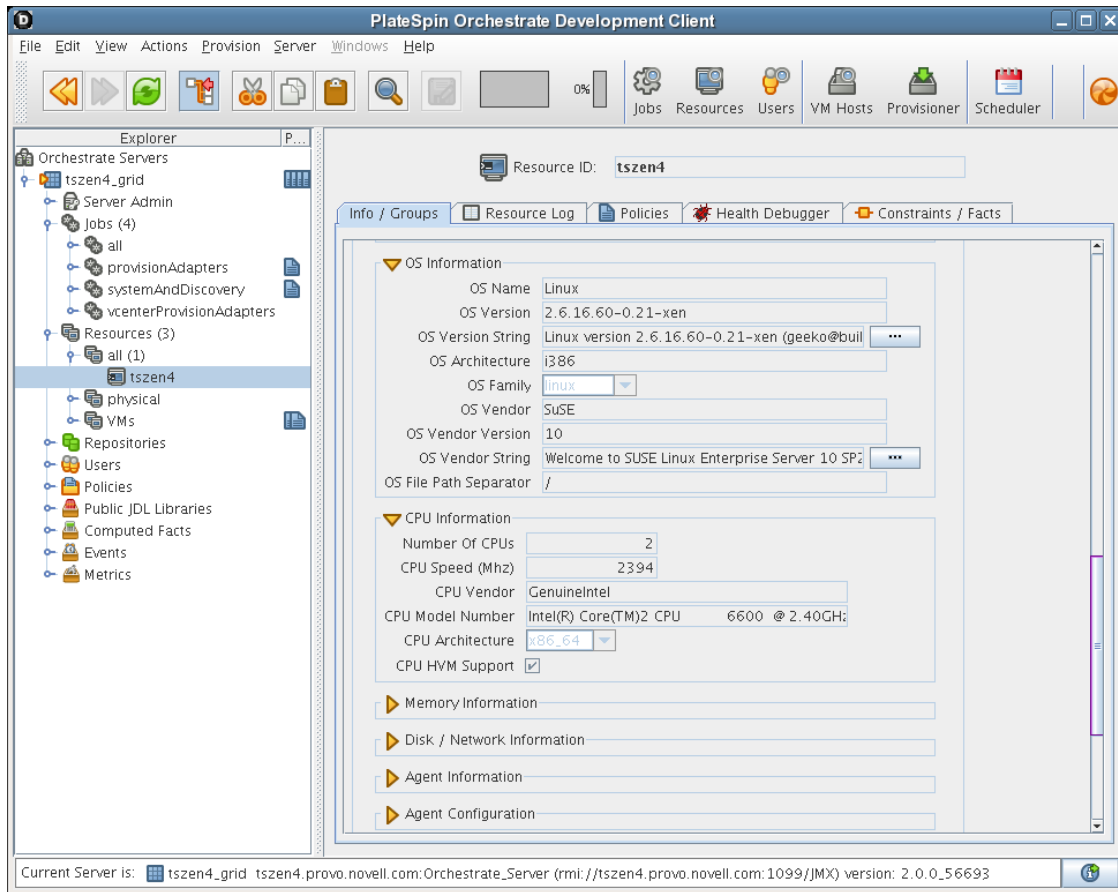 PlateSpin Orchestrate Development Client
File Edit View Actions Provision Server Windows Help
0% Jobs Resources Users VM Hosts Provisioner Scheduler
Explorer P...
Orchestrate Servers
tszen4_grid
Server Admin
Jobs (4)
all
provisionAdapters
systemAndDiscovery
vcenterProvisionAdapters
Resources (3)
all (1)
tszen4
physical
VMs
Repositories
Users
Policies
Public JDL Libraries
Computed Facts
Events
Metrics
Resource ID: tszen4
Info / Groups Resource Log Policies Health Debugger Constraints / Facts
OS Information
OS Name Linux
OS Version 2.6.16.60-0.21-xen
OS Version String Linux version 2.6.16.60-0.21-xen (geeko@buil ...
OS Architecture i386
OS Family linux
OS Vendor SuSE
OS Vendor Version 10
OS Vendor String Welcome to SUSE Linux Enterprise Server 10 SP2 ...
OS File Path Separator /
CPU Information
Number Of CPUs 2
CPU Speed (Mhz) 2394
CPU Vendor GenuineIntel
CPU Model Number Intel(R) Core(TM)2 CPU 6600 @ 2.40GHz
CPU Architecture x86_64
CPU HVM Support
Memory Information
Disk / Network Information
Agent Information
Agent Configuration
Current Server is: tszen4_grid tszen4.provo.novell.com:Orchestrate_Server (rmi://tszen4.provo.novell.com:1099/JMX) version: 2.0.0_56693